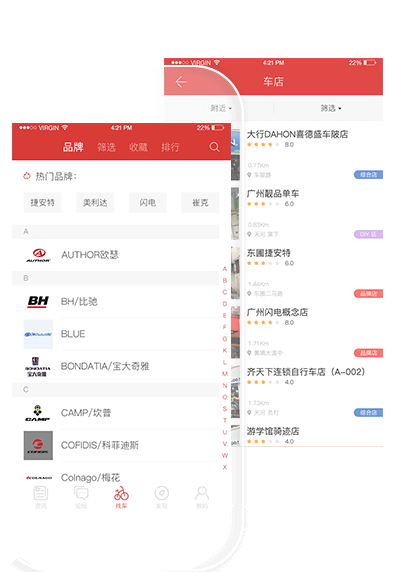 VIRGIN 4:21 PM 22%
车店
附近 筛选
大行DAHON喜德盛车陂店
8.0
0.77Km
车陂路 综合店
广州靓品单车
6.0
0.83Km
天河 棠下 DIY 店
东圃捷安特
6.0
1.44Km
东圃二马路 品牌店
广州闪电概念店
8.0
1.71Km
黄埔大道中 品牌店
齐天下连锁自行车店（A-002）
4.0
1.73Km
综合店
游学馆骑迹店
4.0
VIRGIN 4:21 PM 22%
品牌 筛选 收藏 排行
热门品牌：
捷安特 美利达 闪电 崔克
A
AUTHOR
AUTHOR欧瑟
B
BH
BH/比驰
BLUE
BONDATIA
宝大奇雅
BONDATIA/宝大奇雅
C
CAMP
CAMP/坎普
COFIDIS
COFIDIS/科菲迪斯
COLNAGO
Colnago/梅花
A
B
C
D
E
F
G
K
L
M
N
O
S
T
U
V
W
X
论坛 找车 发现 我的